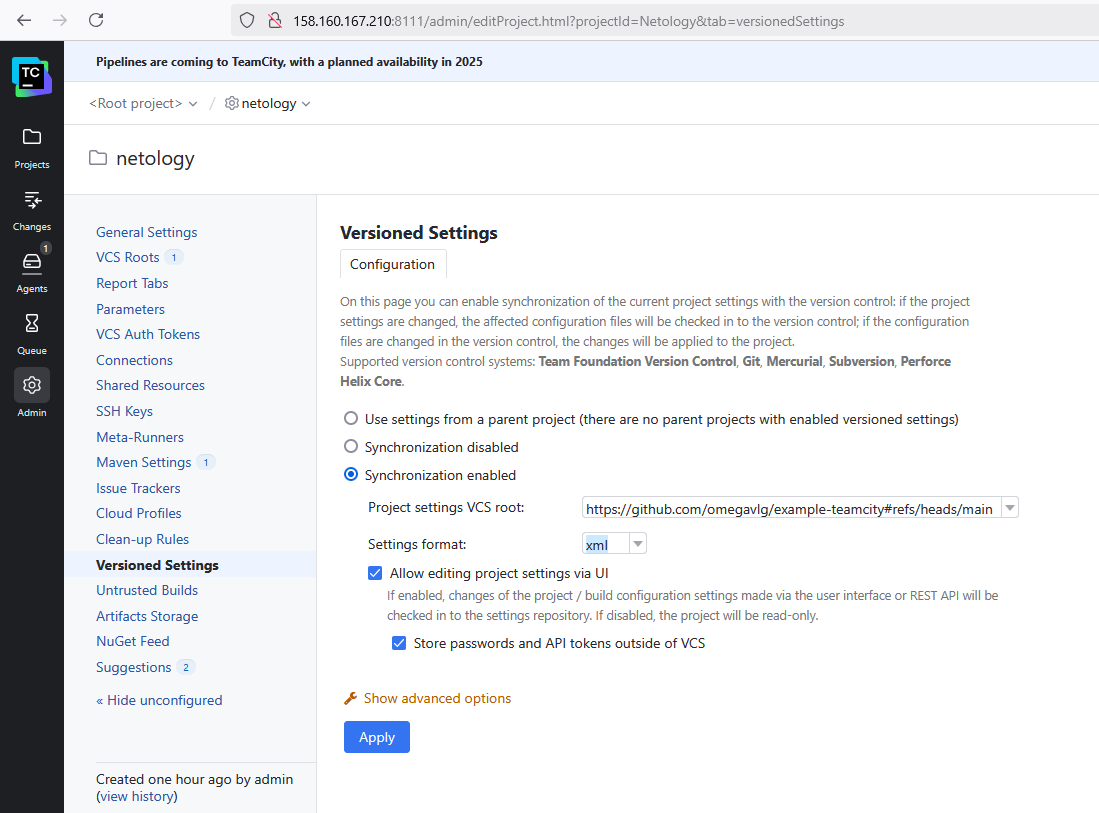 158.160.167.210:8111/admin/editProject.html?projectId=Netology&tab=versionedSettings
TC
Pipelines are coming to TeamCity, with a planned availability in 2025
<Root project> / netology
netology
Projects
Changes
1
Agents
Queue
Admin
General Settings
VCS Roots 1
Report Tabs
Parameters
VCS Auth Tokens
Connections
Shared Resources
SSH Keys
Meta-Runners
Maven Settings 1
Issue Trackers
Cloud Profiles
Clean-up Rules
Versioned Settings
Untrusted Builds
Artifacts Storage
NuGet Feed
Suggestions 2
« Hide unconfigured
Created one hour ago by admin
(view history)
Versioned Settings
Configuration
On this page you can enable synchronization of the current project settings with the version control: if the project
settings are changed, the affected configuration files will be checked in to the version control; if the configuration
files are changed in the version control, the changes will be applied to the project.
Supported version control systems: Team Foundation Version Control, Git, Mercurial, Subversion, Perforce
Helix Core.
Use settings from a parent project (there are no parent projects with enabled versioned settings)
Synchronization disabled
Synchronization enabled
Project settings VCS root: https://github.com/omegavlg/example-teamcity#refs/heads/main
Settings format: xml
Allow editing project settings via UI
If enabled, changes of the project / build configuration settings made via the user interface or REST API will be
checked in to the settings repository. If disabled, the project will be read-only.
Store passwords and API tokens outside of VCS
Show advanced options
Apply